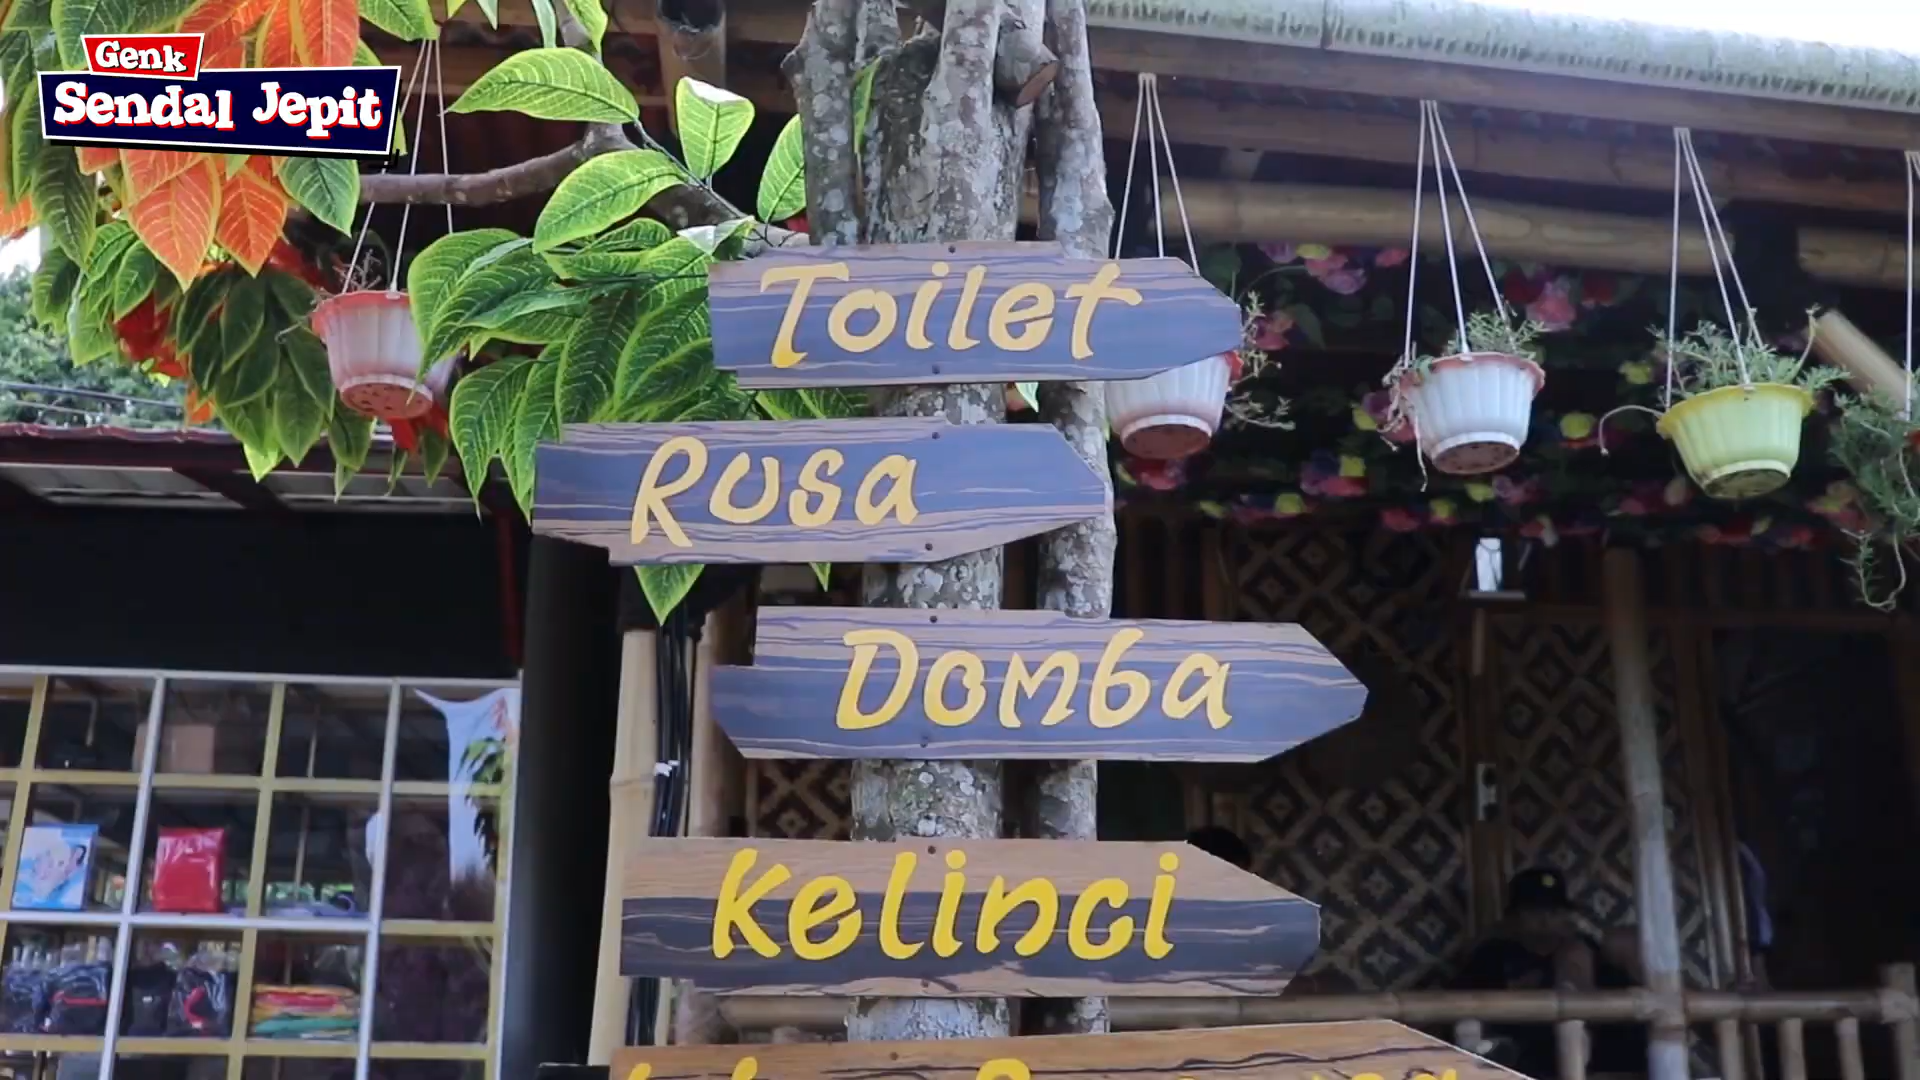 Genk
Sendal Jepit
Toilet
Rusa
Domba
Kelinci